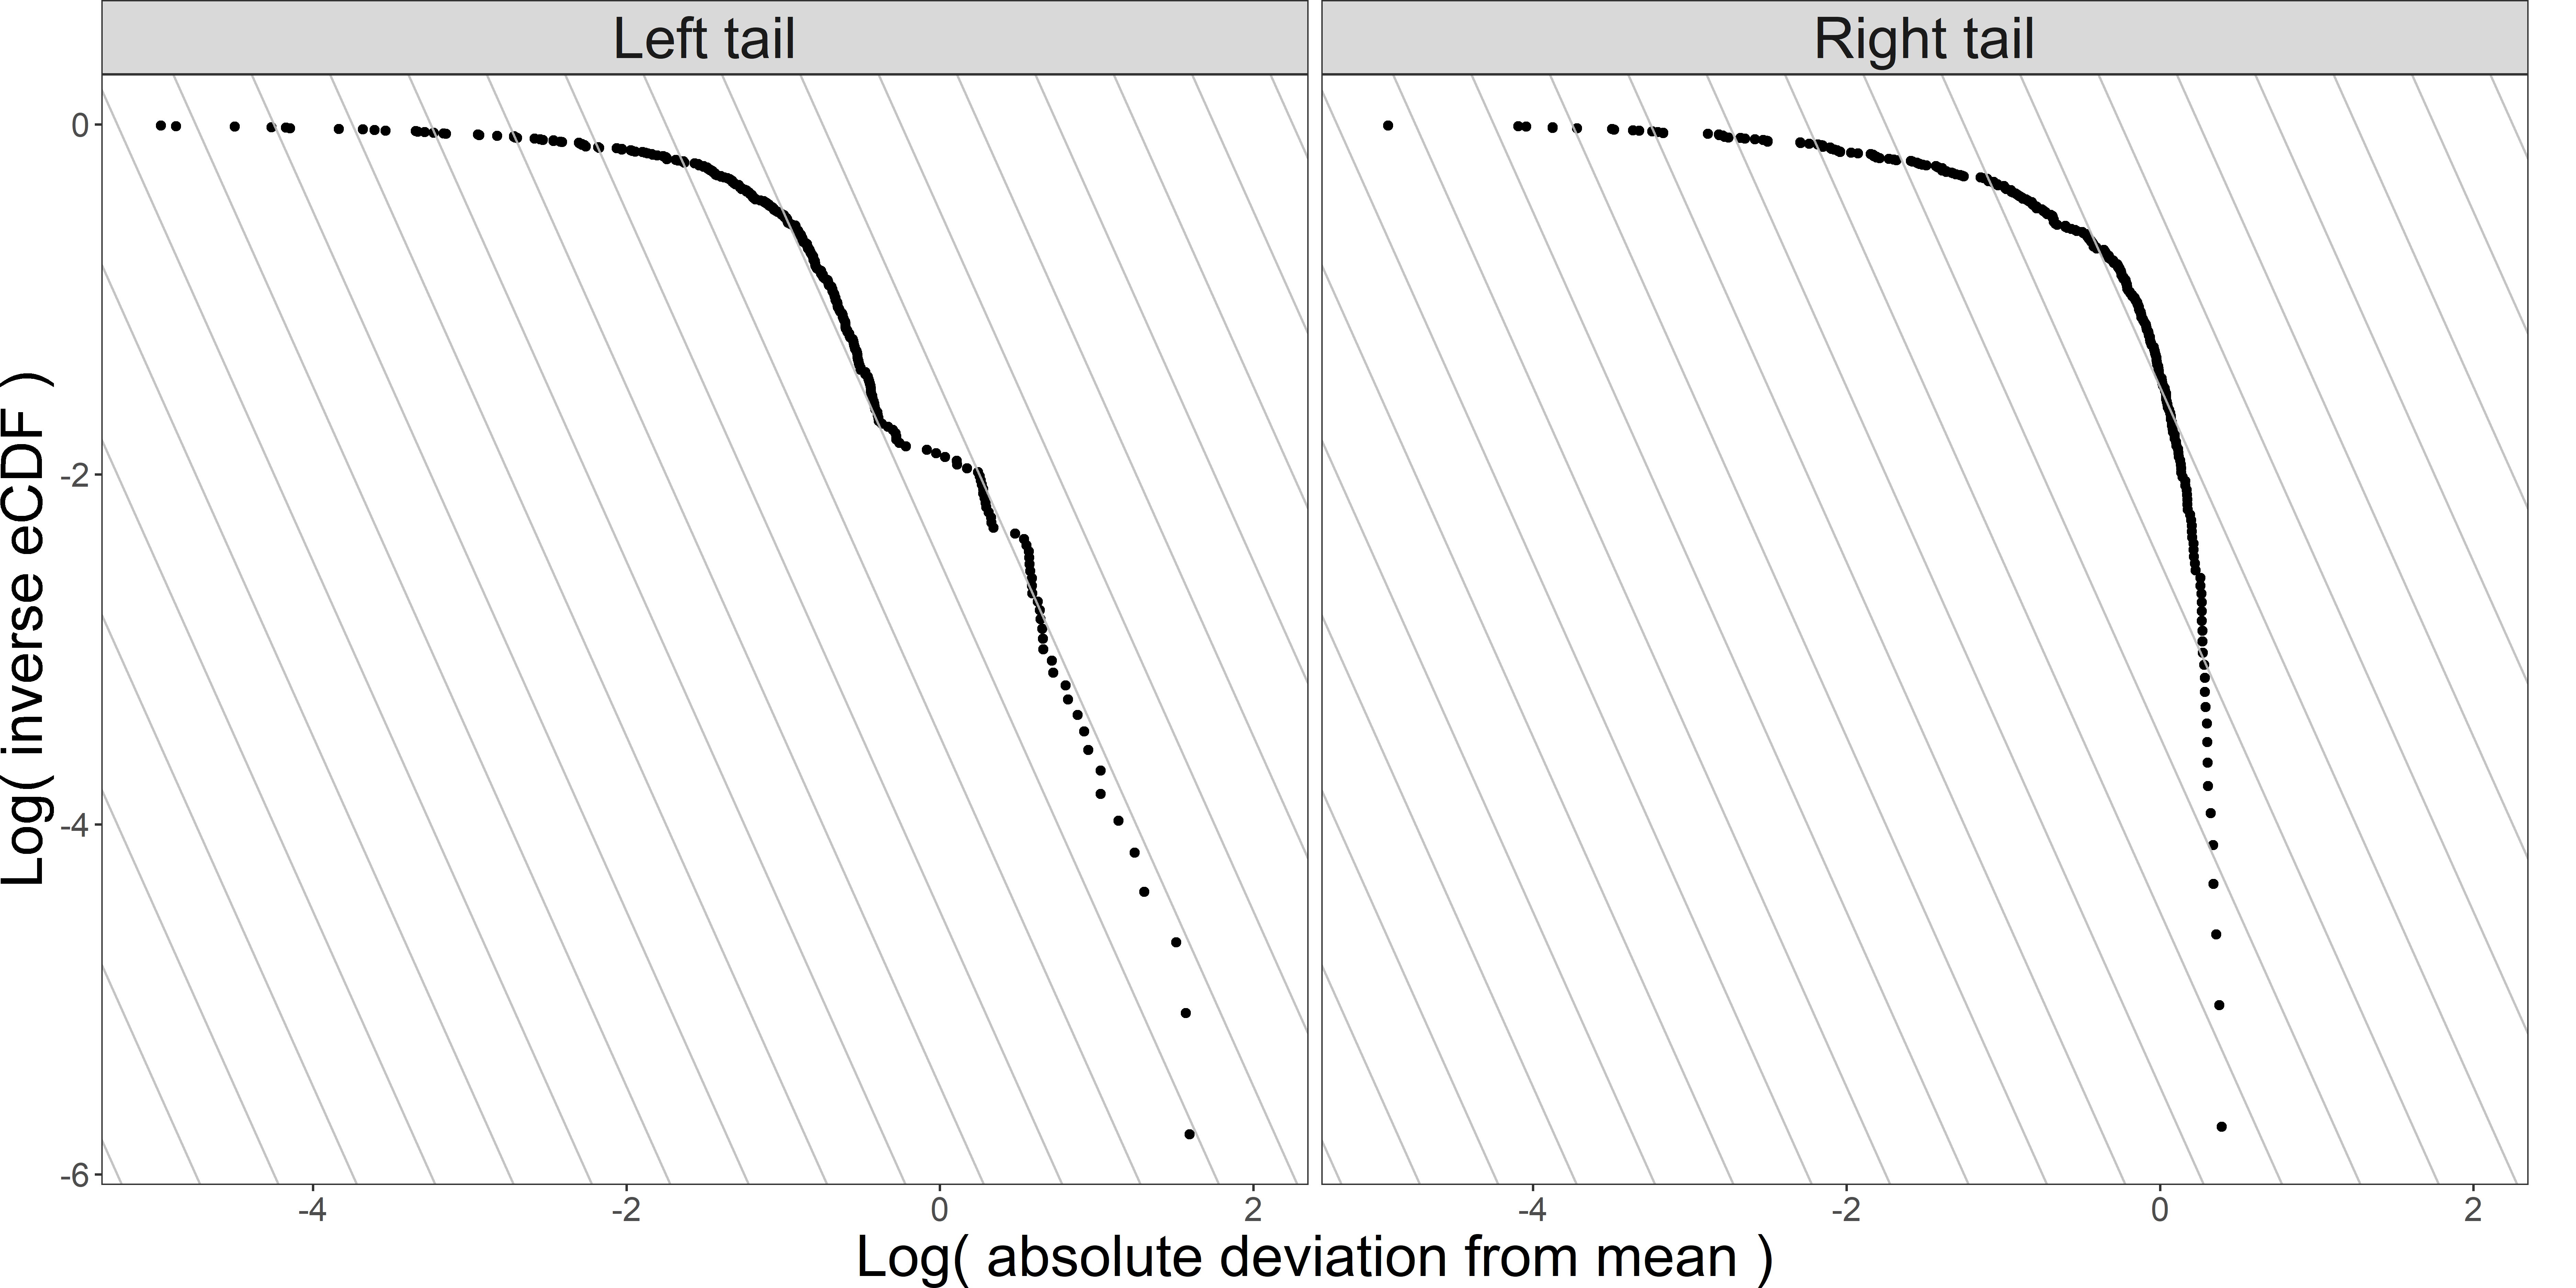 Left tail
Right tail
Log( inverse eCDF )
0
-2
-4
-6
-4 -2 0 2
-4 -2 0 2
Log( absolute deviation from mean )